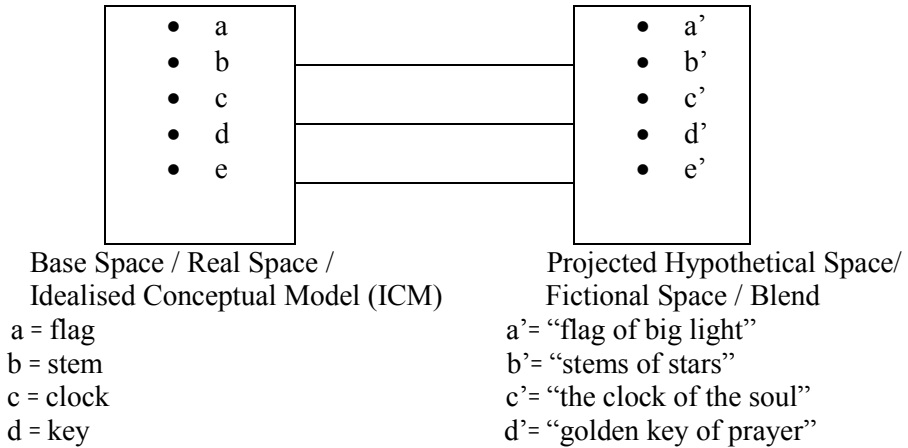 • a • a’
• b • b’
• c • c’
• d • d’
• e • e’
Base Space / Real Space / Projected Hypothetical Space/
Idealised Conceptual Model (ICM) Fictional Space / Blend
a = flag a’= “flag of big light”
b = stem b’= “stems of stars”
c = clock c’= “the clock of the soul”
d = key d’= “golden key of prayer”